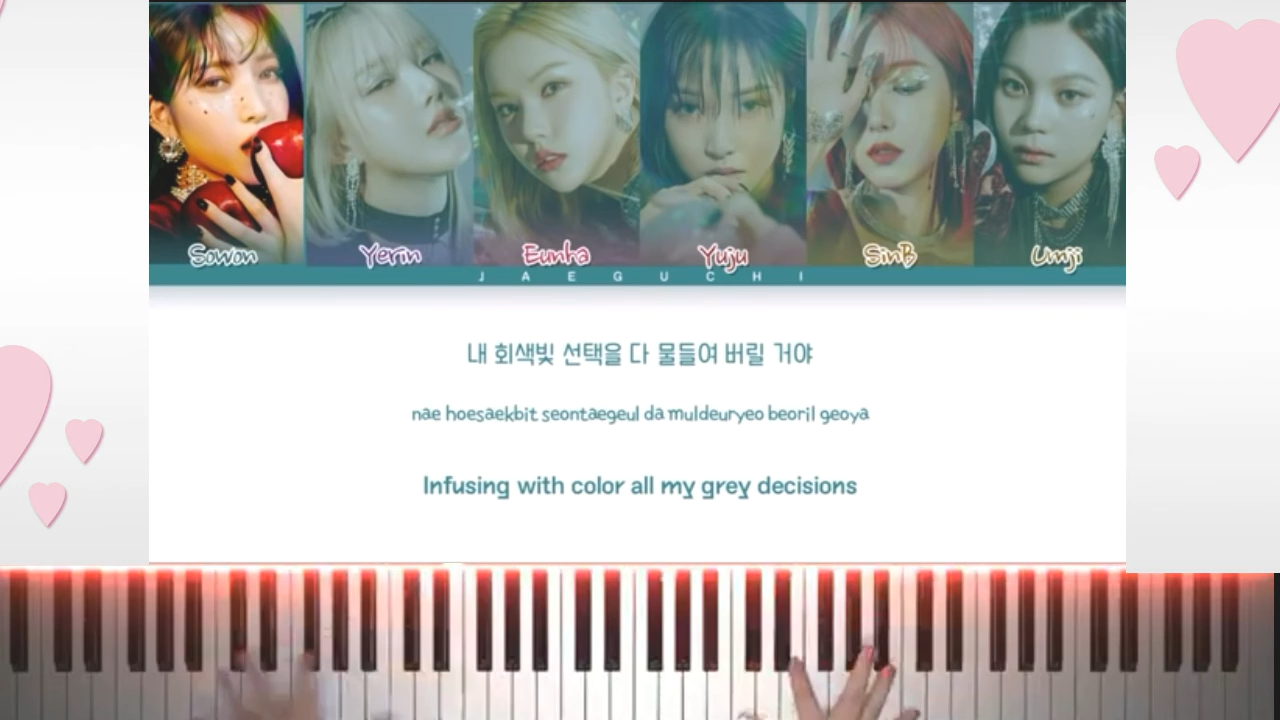 Sowon Yerin Eunha Yuju SinB Umji
JAEGUCHI
내 회색빛 선택을 다 물들여 버릴 거야
nae hoesaekbit seontaegeul da muldeuryeo beoril geoya
Infusing with color all my grey decisions